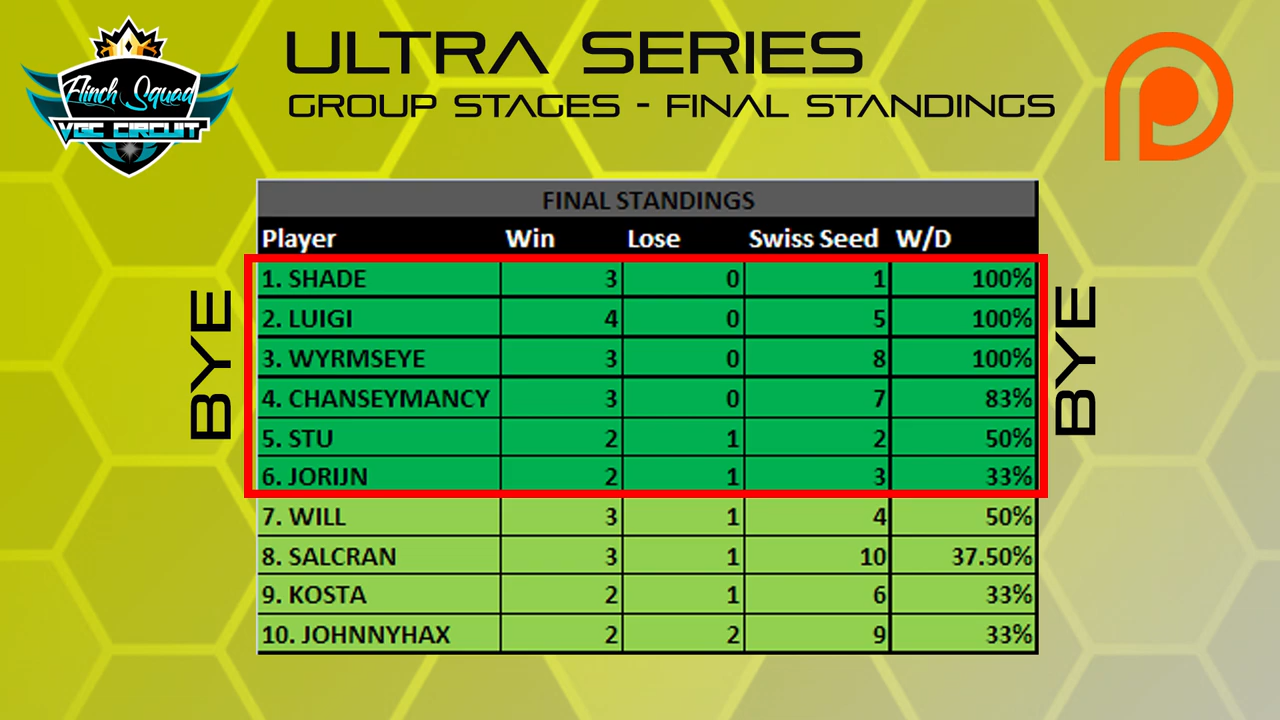 Flinch Squad
VGC CIRCUIT
ULTRA SERIES
GROUP STAGES - FINAL STANDINGS
FINAL STANDINGS
Player Win Lose Swiss Seed W/D
1. SHADE 3 0 1 100%
2. LUIGI 4 0 5 100%
3. WYRMSEYE 3 0 8 100%
4. CHANSEYMANCY 3 0 7 83%
5. STU 2 1 2 50%
6. JORIJN 2 1 3 33%
7. WILL 3 1 4 50%
8. SALCRAN 3 1 10 37.50%
9. KOSTA 2 1 6 33%
10. JOHNNYHAX 2 2 9 33%
BYE
BYE